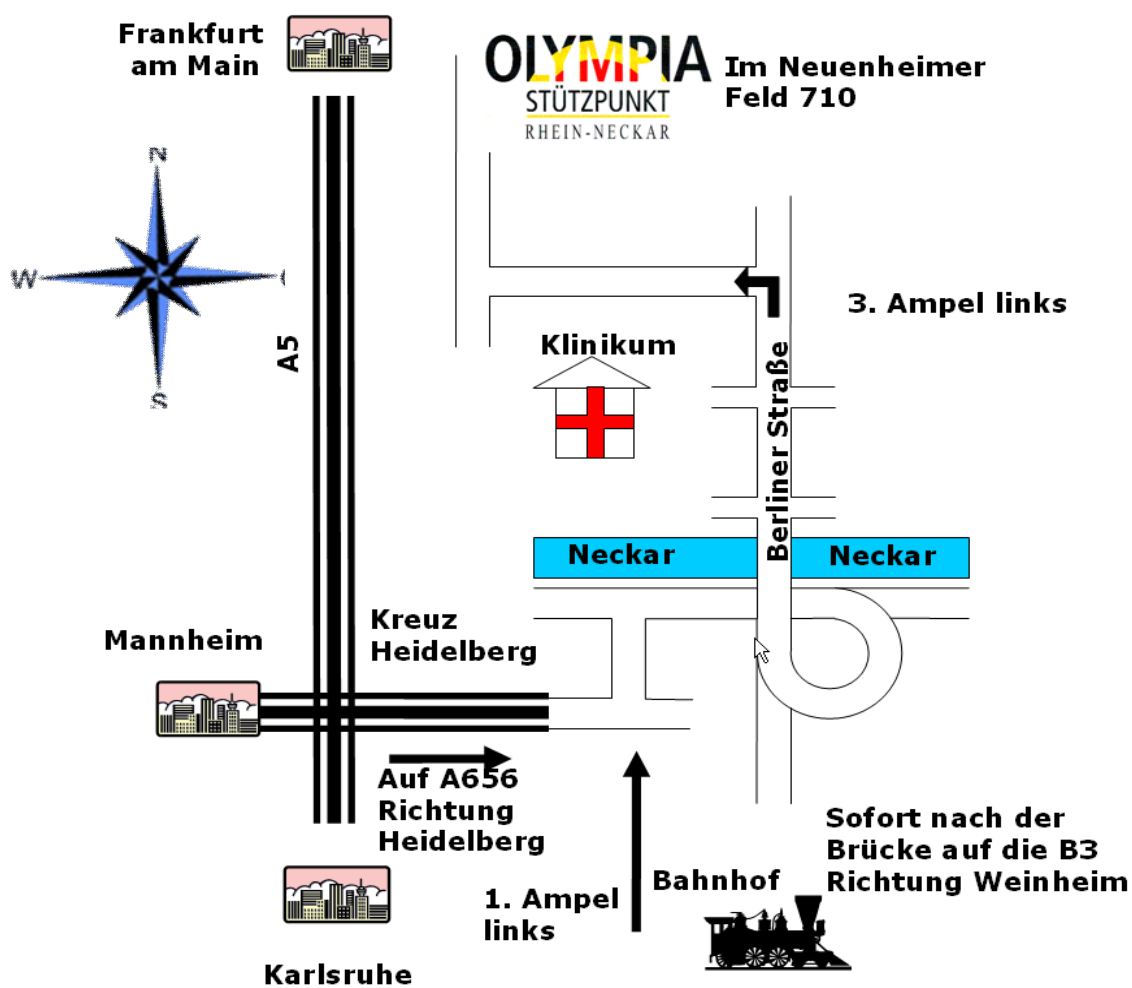 Frankfurt
am Main
OLYMPIA
STÜTZPUNKT
RHEIN-NECKAR
Im Neuenheimer
Feld 710
N
W
S
A5
3. Ampel links
Klinikum
Berliner Straße
Neckar
Neckar
Kreuz
Heidelberg
Mannheim
Auf A656
Richtung
Heidelberg
Sofort nach der
Brücke auf die B3
Richtung Weinheim
1. Ampel
links
Bahnhof
Karlsruhe